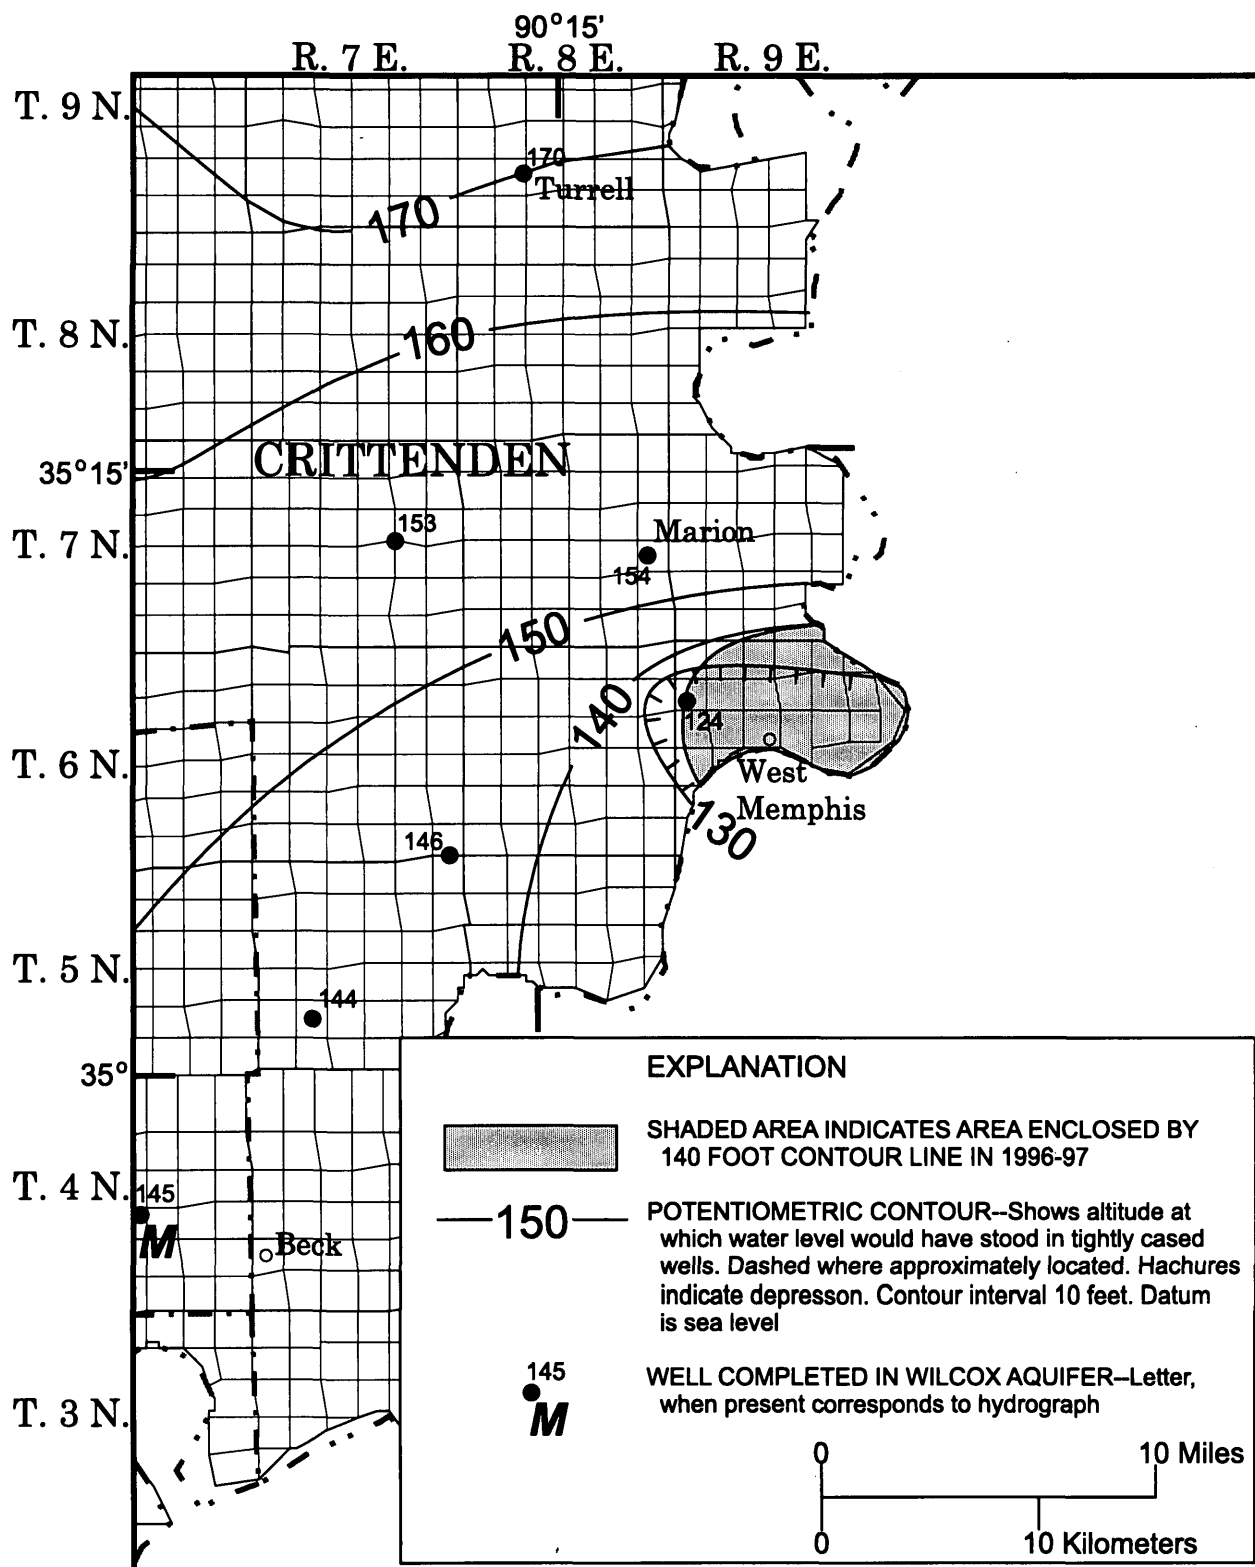 90°15'
R. 7 E.
R. 8 E.
R. 9 E.
T. 9 N.
170
Turrell
170
T. 8 N.
160
35°15'
CRITTENDEN
153
T. 7 N.
Marion
154
150
140
124
T. 6 N.
West
Memphis
130
146
T. 5 N.
144
35°
T. 4 N.
145
M
Beck
T. 3 N.
EXPLANATION
SHADED AREA INDICATES AREA ENCLOSED BY
140 FOOT CONTOUR LINE IN 1996-97
150
POTENTIOMETRIC CONTOUR--Shows altitude at
which water level would have stood in tightly cased
wells. Dashed where approximately located. Hachures
indicate depresson. Contour interval 10 feet. Datum
is sea level
145
M
WELL COMPLETED IN WILCOX AQUIFER--Letter,
when present corresponds to hydrograph
0 10 Miles
0 10 Kilometers